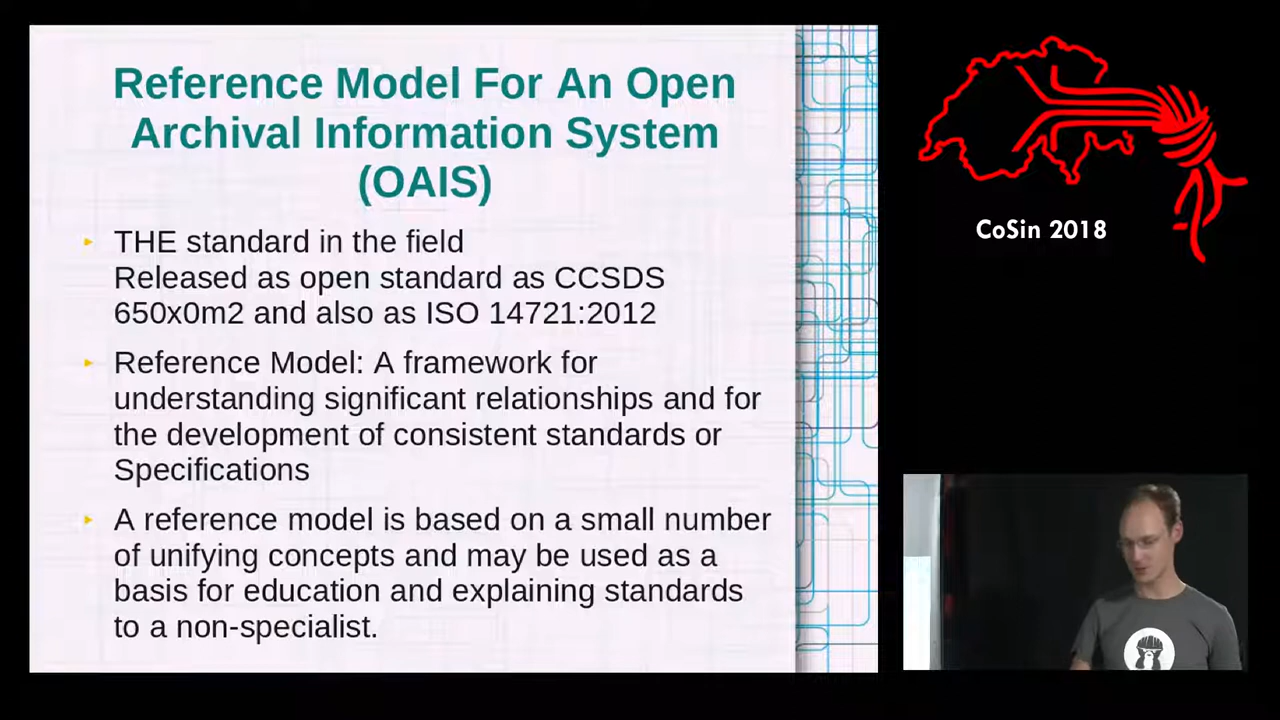 Reference Model For An Open
Archival Information System
(OAIS)
THE standard in the field
Released as open standard as CCSDS
650x0m2 and also as ISO 14721:2012
Reference Model: A framework for
understanding significant relationships and for
the development of consistent standards or
Specifications
A reference model is based on a small number
of unifying concepts and may be used as a
basis for education and explaining standards
to a non-specialist.
CoSin 2018